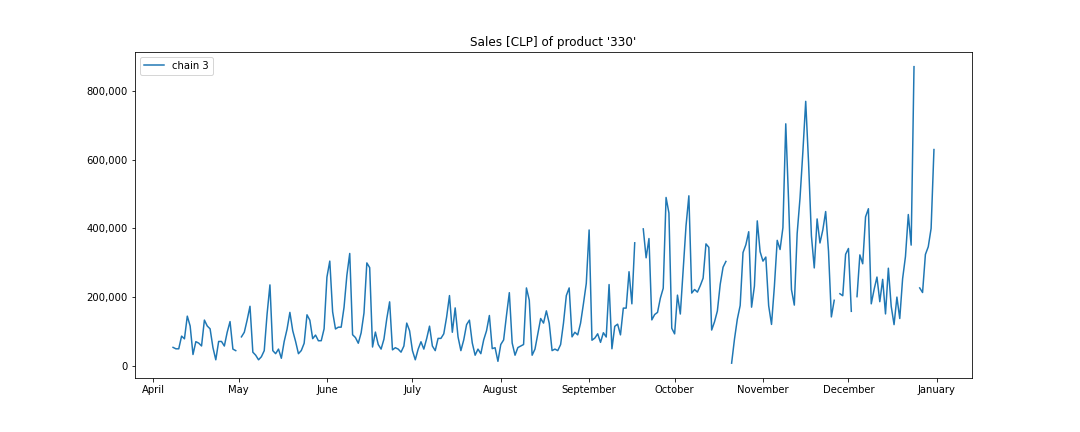 Sales [CLP] of product '330'
chain 3
800,000
600,000
400,000
200,000
0
April May June July August September October November December January